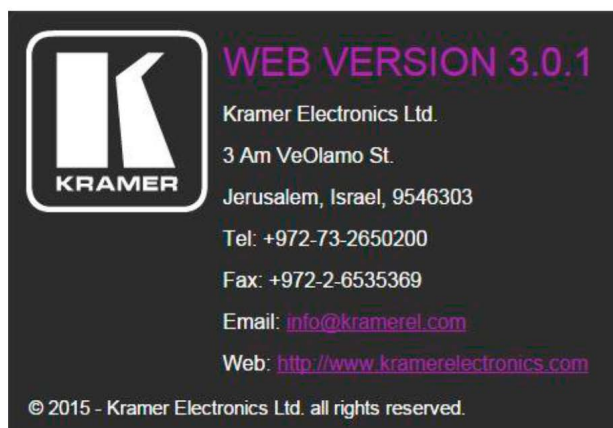 KRAMER
WEB VERSION 3.0.1
Kramer Electronics Ltd.
3 Am VeOlamo St.
Jerusalem, Israel, 9546303
Tel: +972-73-2650200
Fax: +972-2-6535369
Email: info@kramerel.com
Web: http://www.kramerelectronics.com
© 2015 - Kramer Electronics Ltd. all rights reserved.